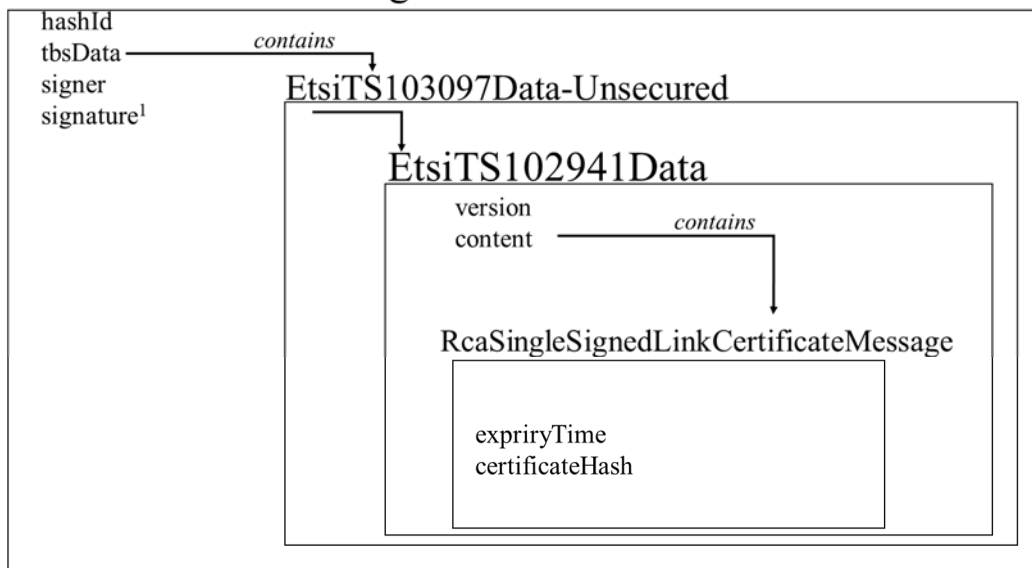 hashId
tbsData
contains
signer
EtsiTS103097Data-Unsecured
signature1
EtsiTS102941Data
version
contains
content
RcaSingleSignedLinkCertificateMessage
expriryTime
certificateHash